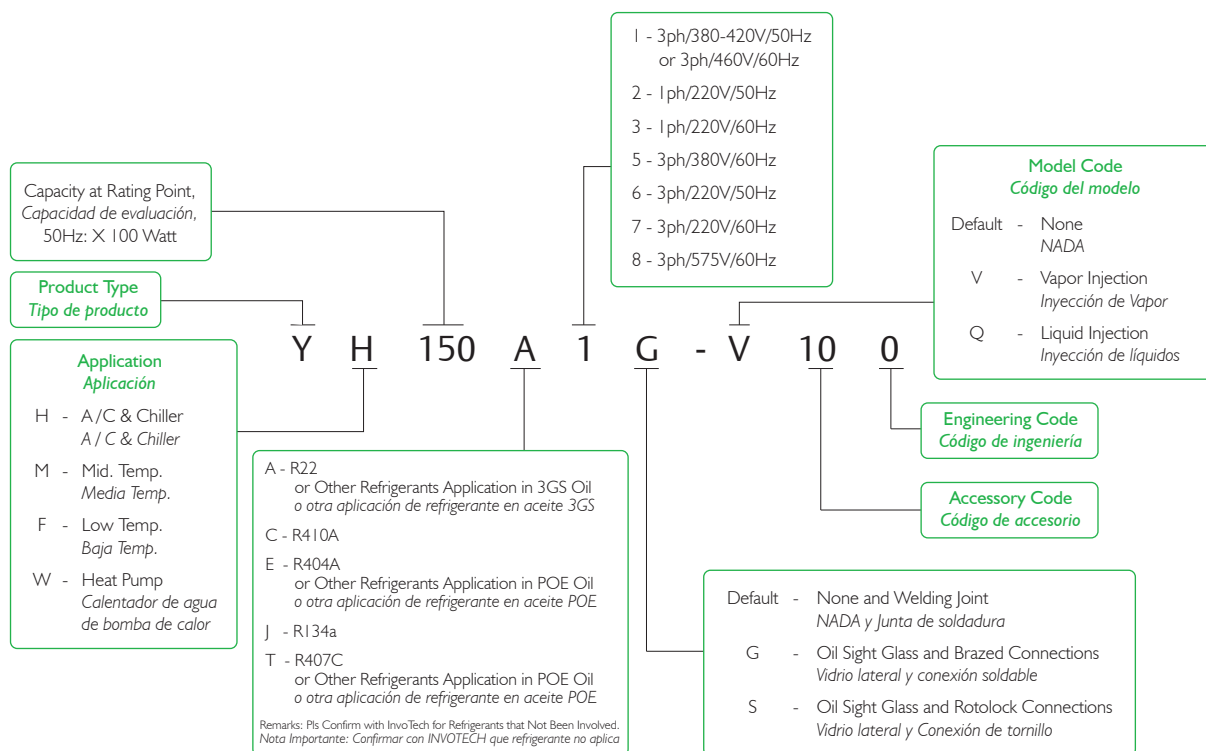 1 - 3ph/380-420V/50Hz
or 3ph/460V/60Hz
2 - 1ph/220V/50Hz
3 - 1ph/220V/60Hz
5 - 3ph/380V/60Hz
6 - 3ph/220V/50Hz
7 - 3ph/220V/60Hz
8 - 3ph/575V/60Hz
Capacity at Rating Point,
Capacidad de evaluación,
50Hz: X 100 Watt
Product Type
Tipo de producto
Model Code
Código del modelo
Default - None
NADA
V - Vapor Injection
Inyección de Vapor
Q - Liquid Injection
Inyección de líquidos
Y H 150 A 1 G - V 10 0
Application
Aplicación
H - A/C & Chiller
A / C & Chiller
M - Mid. Temp.
Media Temp.
F - Low Temp.
Baja Temp.
W - Heat Pump
Calentador de agua
de bomba de calor
A - R22
or Other Refrigerants Application in 3GS Oil
o otra aplicación de refrigerante en aceite 3GS
C - R410A
E - R404A
or Other Refrigerants Application in POE Oil
o otra aplicación de refrigerante en aceite POE
J - R134a
T - R407C
or Other Refrigerants Application in POE Oil
o otra aplicación de refrigerante en aceite POE
Remarks: Pls Confirm with InvoTech for Refrigerants that Not Been Involved.
Nota Importante: Confirmar con INVOTECH que refrigerante no aplica
Engineering Code
Código de ingeniería
Accessory Code
Código de accesorio
Default - None and Welding Joint
NADA y Junta de soldadura
G - Oil Sight Glass and Brazed Connections
Vidrio lateral y conexión soldable
S - Oil Sight Glass and Rotolock Connections
Vidrio lateral y Conexión de tornillo